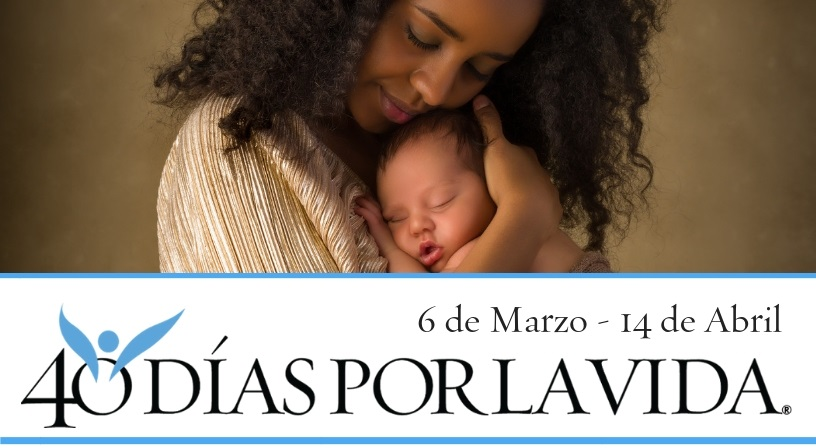 6 de Marzo - 14 de Abril
40 DÍAS POR LA VIDA®